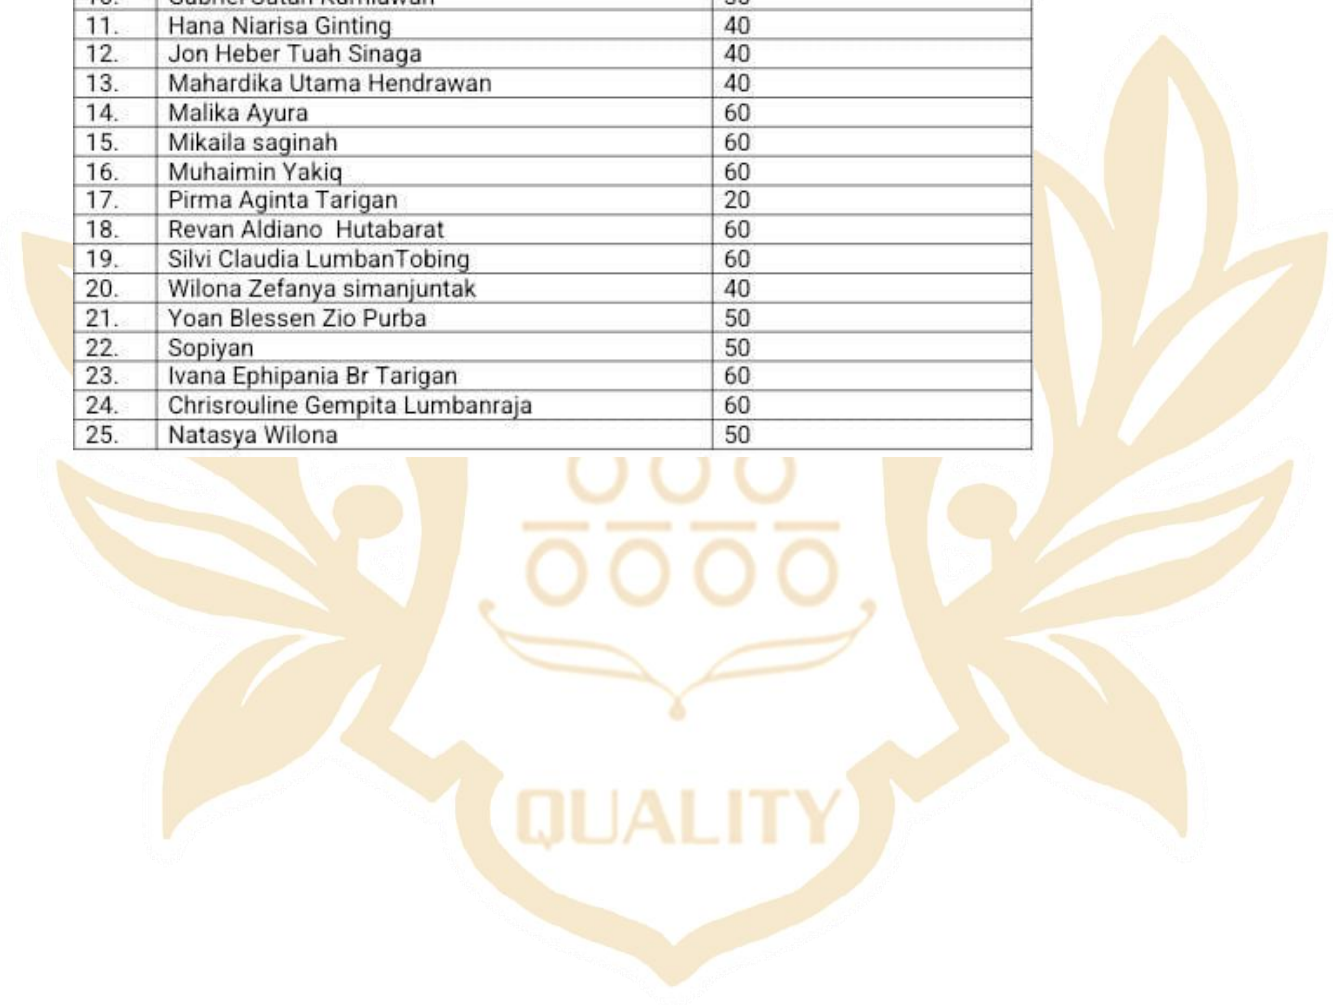 11. Hana Niarisa Ginting 40
12. Jon Heber Tuah Sinaga 40
13. Mahardika Utama Hendrawan 40
14. Malika Ayura 60
15. Mikaila saginah 60
16. Muhaimin Yakiq 60
17. Pirma Aginta Tarigan 20
18. Revan Aldiano  Hutabarat 60
19. Silvi Claudia LumbanTobing 60
20. Wilona Zefanya simanjuntak 40
21. Yoan Blessen Zio Purba 50
22. Sopiyan 50
23. Ivana Ephipania Br Tarigan 60
24. Chrisrouline Gempita Lumbanraja 60
25. Natasya Wilona 50
QUALITY